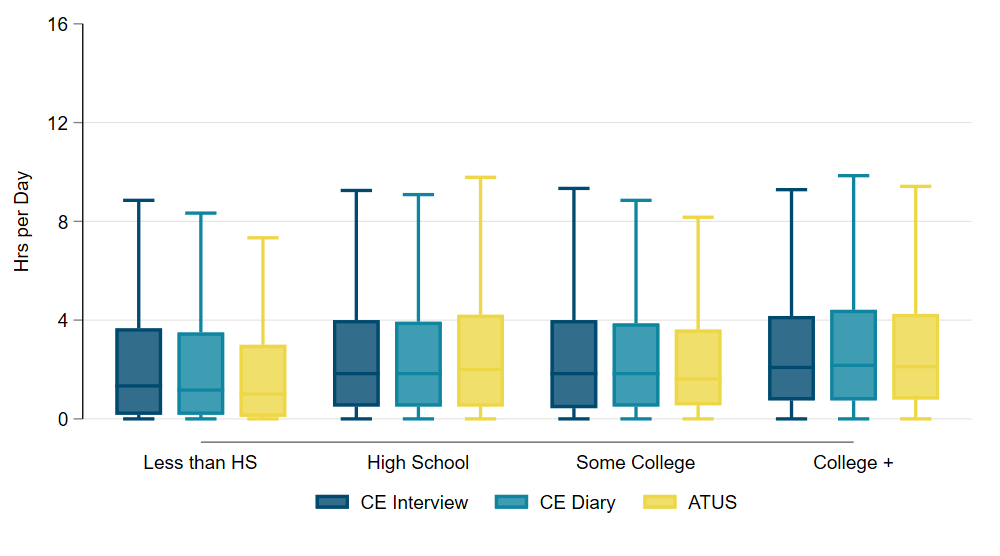 16
12
8
4
0
Hrs per Day
Less than HS
High School
Some College
College +
CE Interview
CE Diary
ATUS